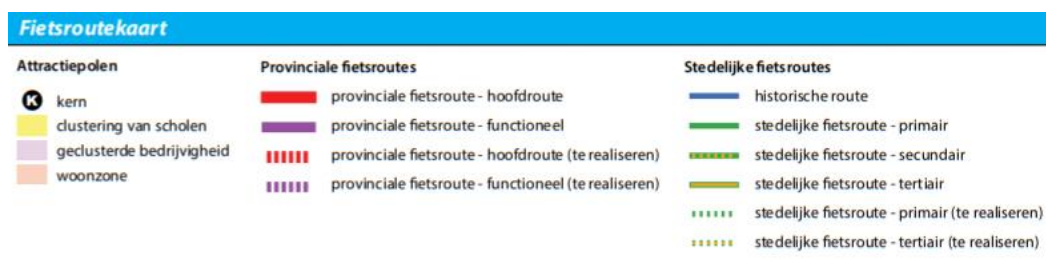 Fietsroutekaart
Attractiepolen
K kern
clustering van scholen
geclusterde bedrijvigheid
woonzone
Provinciale fietsroutes
provinciale fietsroute - hoofdroute
provinciale fietsroute - functioneel
provinciale fietsroute - hoofdroute (te realiseren)
provinciale fietsroute - functioneel (te realiseren)
Stedelijke fietsroutes
historische route
stedelijke fietsroute - primair
stedelijke fietsroute - secundair
stedelijke fietsroute - tertiair
stedelijke fietsroute - primair (te realiseren)
stedelijke fietsroute - tertiair (te realiseren)